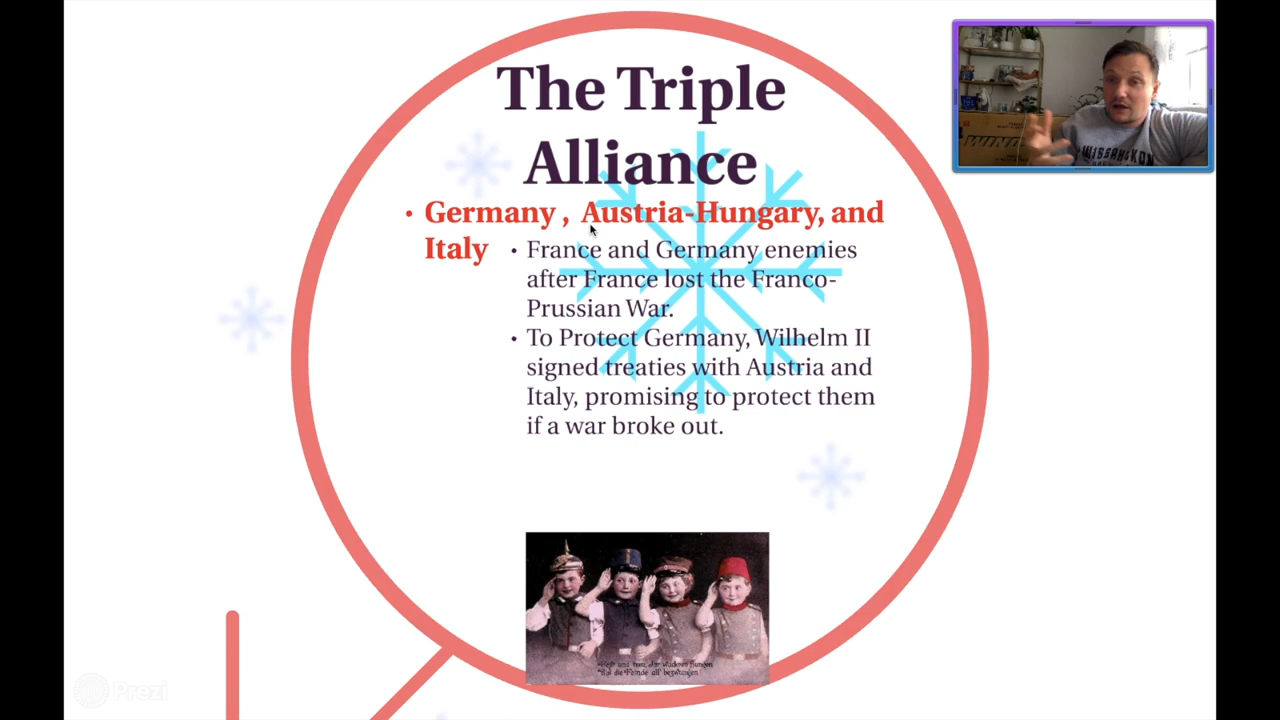 The Triple
Alliance
• Germany , Austria-Hungary, and
Italy
• France and Germany enemies
after France lost the Franco-
Prussian War.
• To Protect Germany, Wilhelm II
signed treaties with Austria and
Italy, promising to protect them
if a war broke out.
WISSAHICKON
Prezi